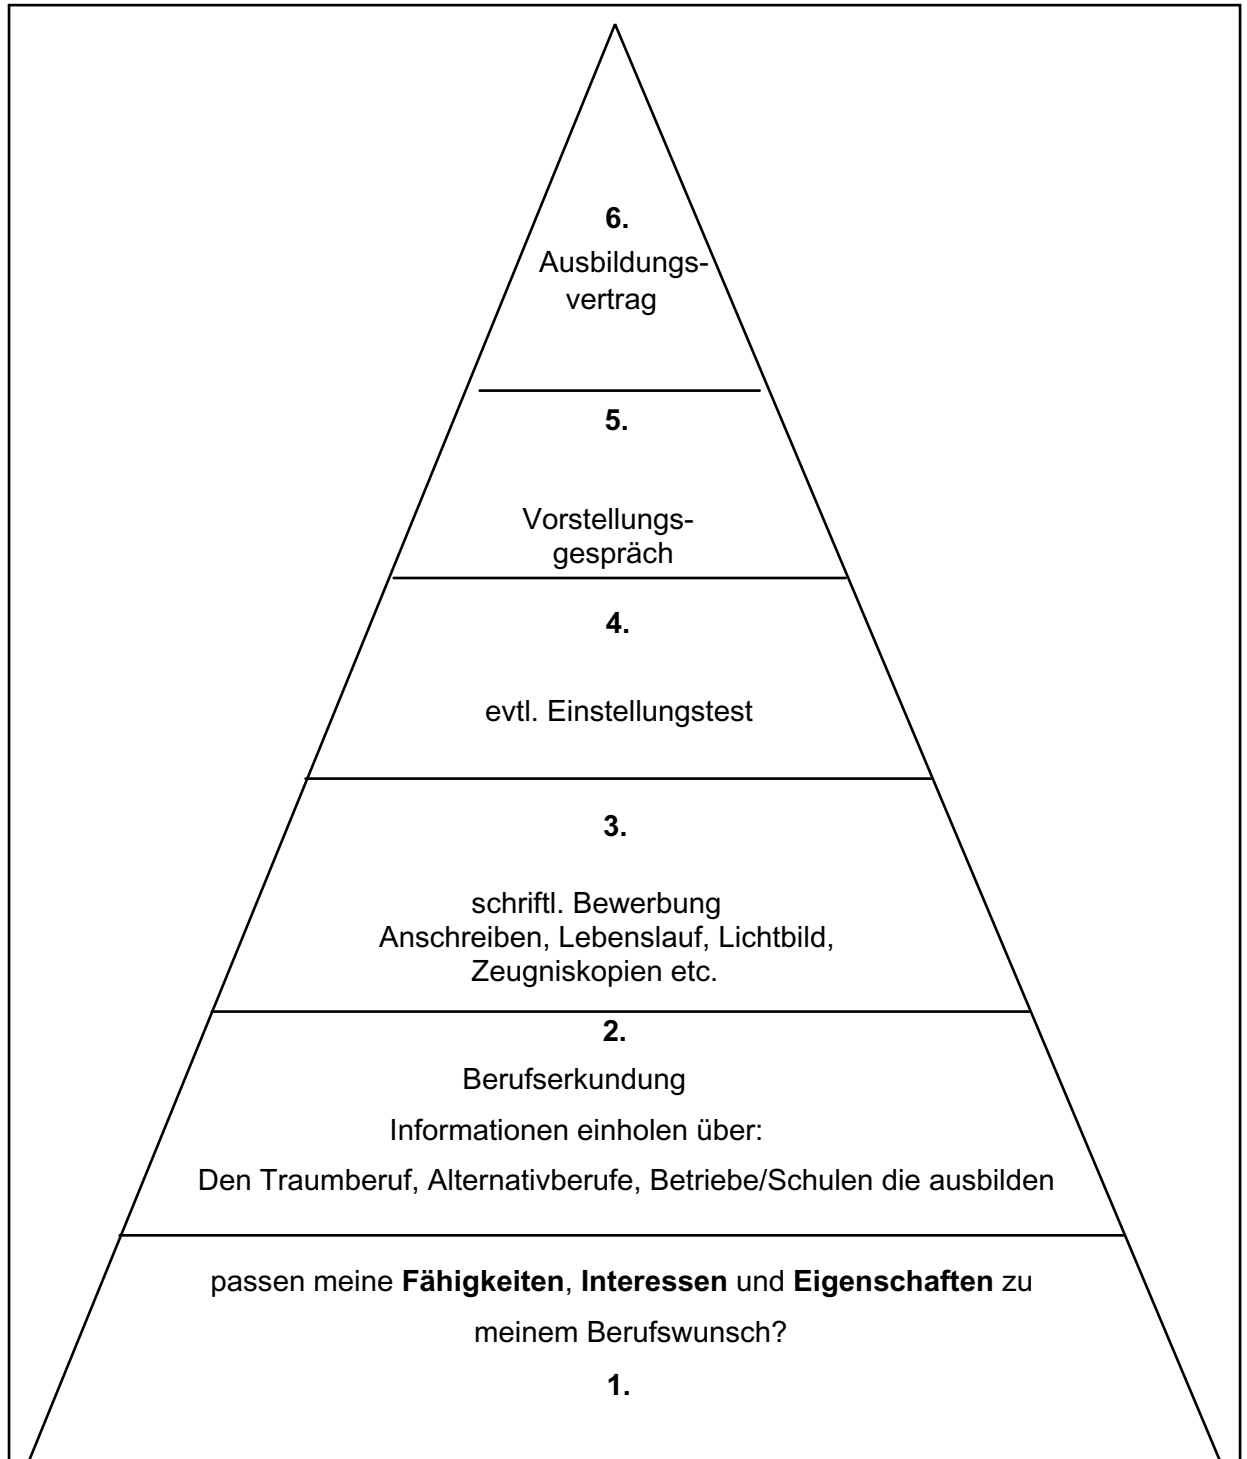 6.
Ausbildungs-
vertrag
5.
Vorstellungs-
gespräch
4.
evtl. Einstellungstest
3.
schriftl. Bewerbung
Anschreiben, Lebenslauf, Lichtbild,
Zeugniskopien etc.
2.
Berufserkundung
Informationen einholen über:
Den Traumberuf, Alternativberufe, Betriebe/Schulen die ausbilden
passen meine Fähigkeiten, Interessen und Eigenschaften zu
meinem Berufswunsch?
1.